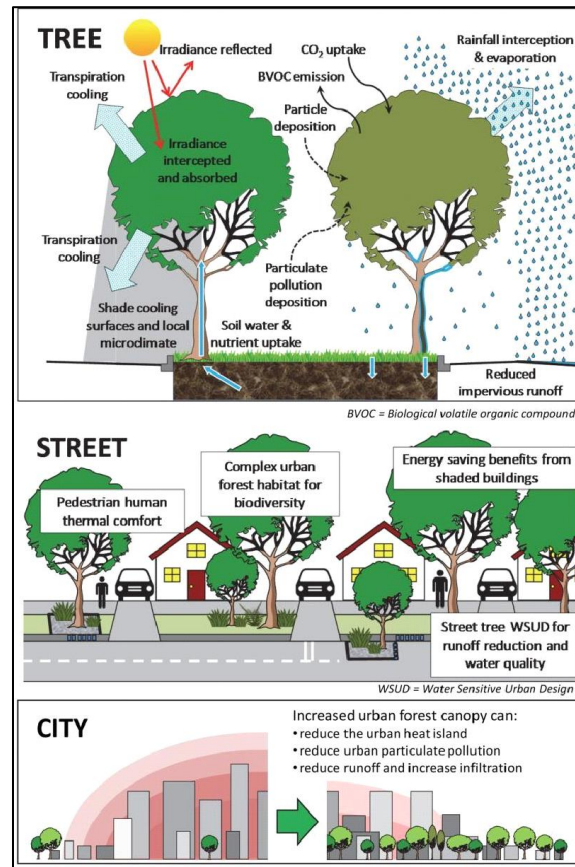 TREE
Irradiance reflected
Transpiration
cooling
Irradiance
intercepted
and absorbed
Transpiration
cooling
Shade cooling
surfaces and local
microclimate
Soil water &
nutrient uptake
CO₂ uptake
BVOC emission
Particle
deposition
Particulate
pollution
deposition
Rainfall interception
& evaporation
Reduced
impervious runoff
BVOC = Biological volatile organic compound
STREET
Pedestrian human
thermal comfort
Complex urban
forest habitat for
biodiversity
Energy saving benefits from
shaded buildings
Street tree WSUD for
runoff reduction and
water quality
WSUD = Water Sensitive Urban Design
CITY
Increased urban forest canopy can:
• reduce the urban heat island
• reduce urban particulate pollution
• reduce runoff and increase infiltration